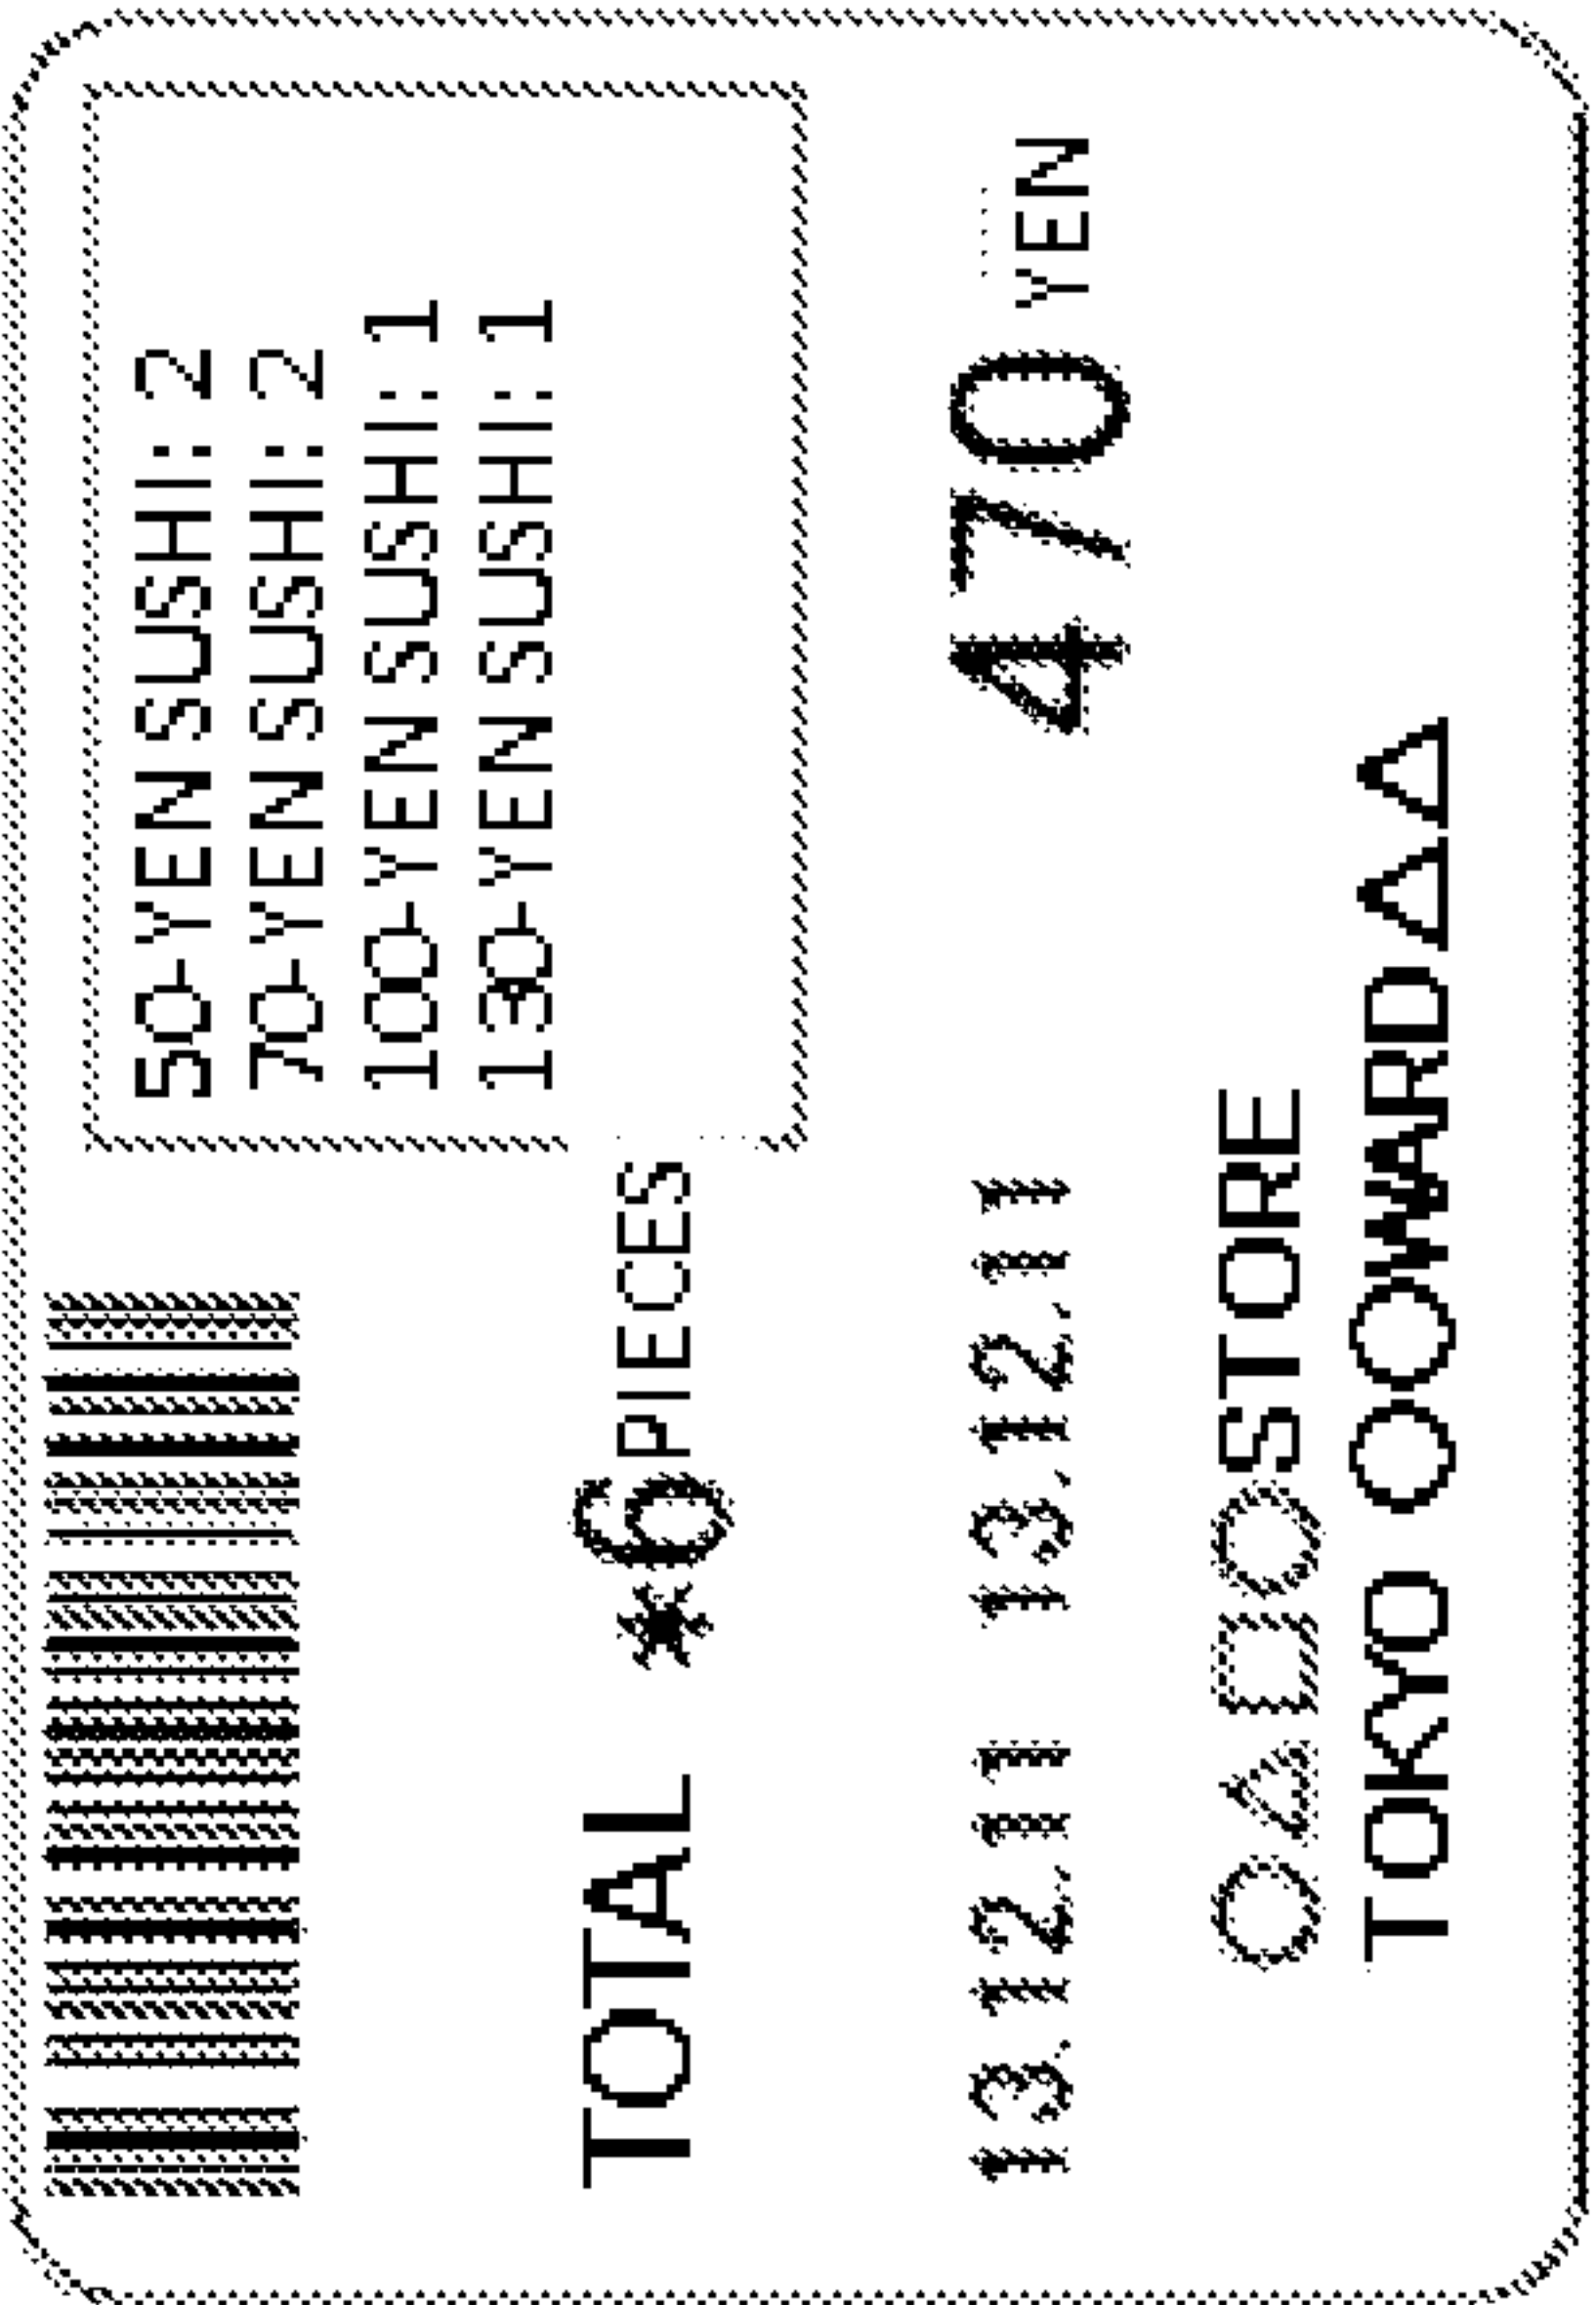 50-YEN SUSHI: 2
70-YEN SUSHI: 2
100-YEN SUSHI: 1
130-YEN SUSHI: 1
TOTAL *6 PIECES
13.12.11 13.12.11
470 YEN
○△□○ STORE
TOKYO ○○WARD△△